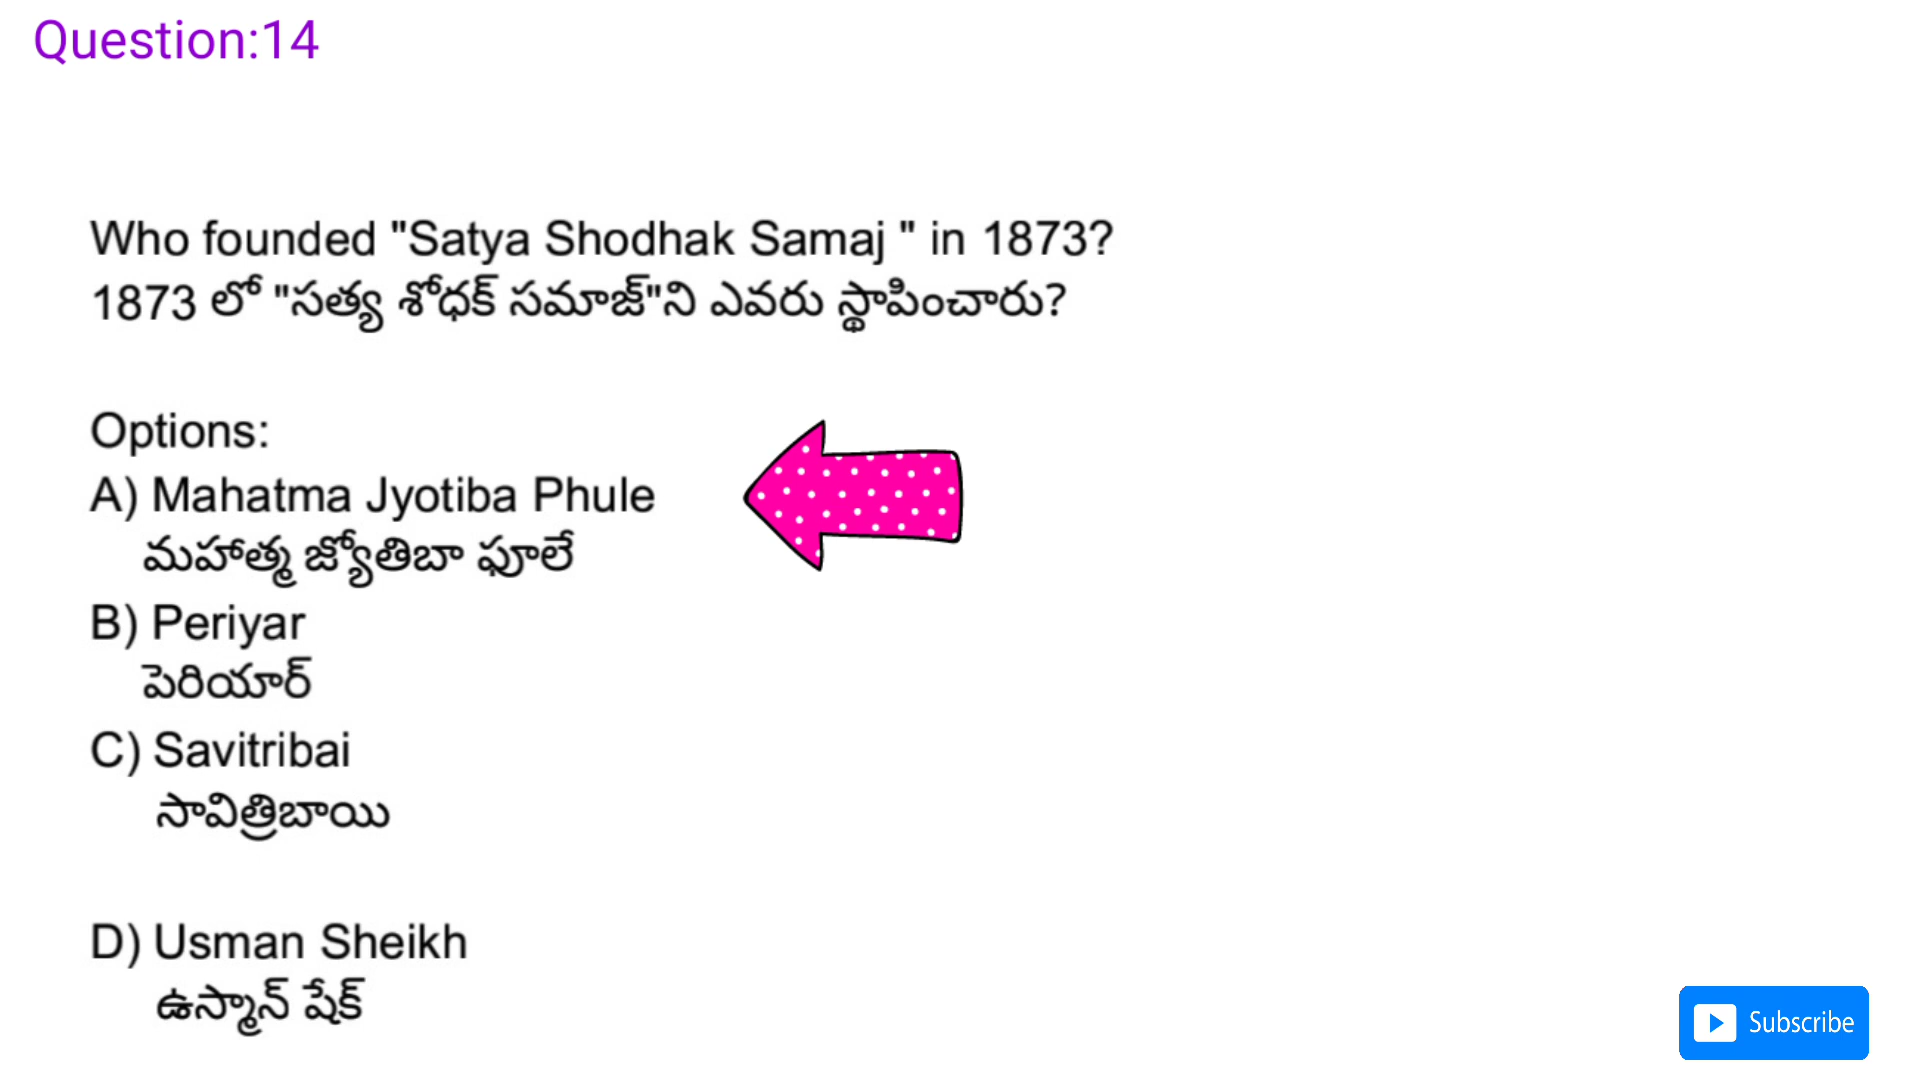 Question:14
Who founded "Satya Shodhak Samaj " in 1873?
1873 లో "సత్య శోధక్ సమాజ్"ని ఎవరు స్థాపించారు?
Options:
A) Mahatma Jyotiba Phule
మహాత్మ జ్యోతిబా ఫూలే
B) Periyar
పెరియార్
C) Savitribai
సావిత్రిబాయి
D) Usman Sheikh
ఉస్మాన్ షేక్
Subscribe